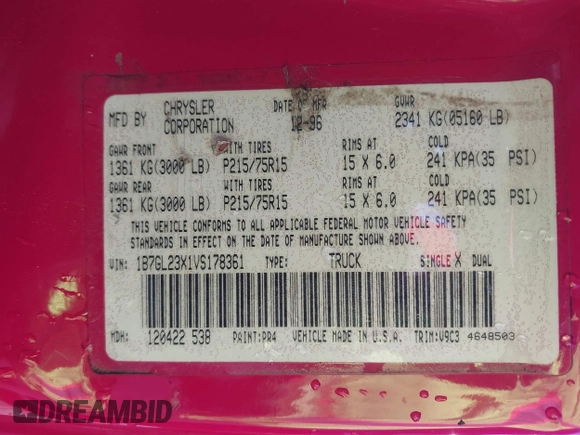 MFD BY CHRYSLER CORPORATION DATE OF MFR 12-96 GVWR 2341 KG(05160 LB)
GAWR FRONT WITH TIRES RIMS AT COLD
1361 KG(3000 LB) P215/75R15 15 X 6.0 241 KPA(35 PSI)
GAWR REAR WITH TIRES RIMS AT COLD
1361 KG(3000 LB) P215/75R15 15 X 6.0 241 KPA(35 PSI)
THIS VEHICLE CONFORMS TO ALL APPLICABLE FEDERAL MOTOR VEHICLE SAFETY
STANDARDS IN EFFECT ON THE DATE OF MANUFACTURE SHOWN ABOVE.
VIN: 1B7GL23X1VS178361 TYPE: TRUCK SINGLE X DUAL
MDH: 120422 538 PAINT:PR4 VEHICLE MADE IN U.S.A. TRIM:V9C3 4648503
DREAMBID